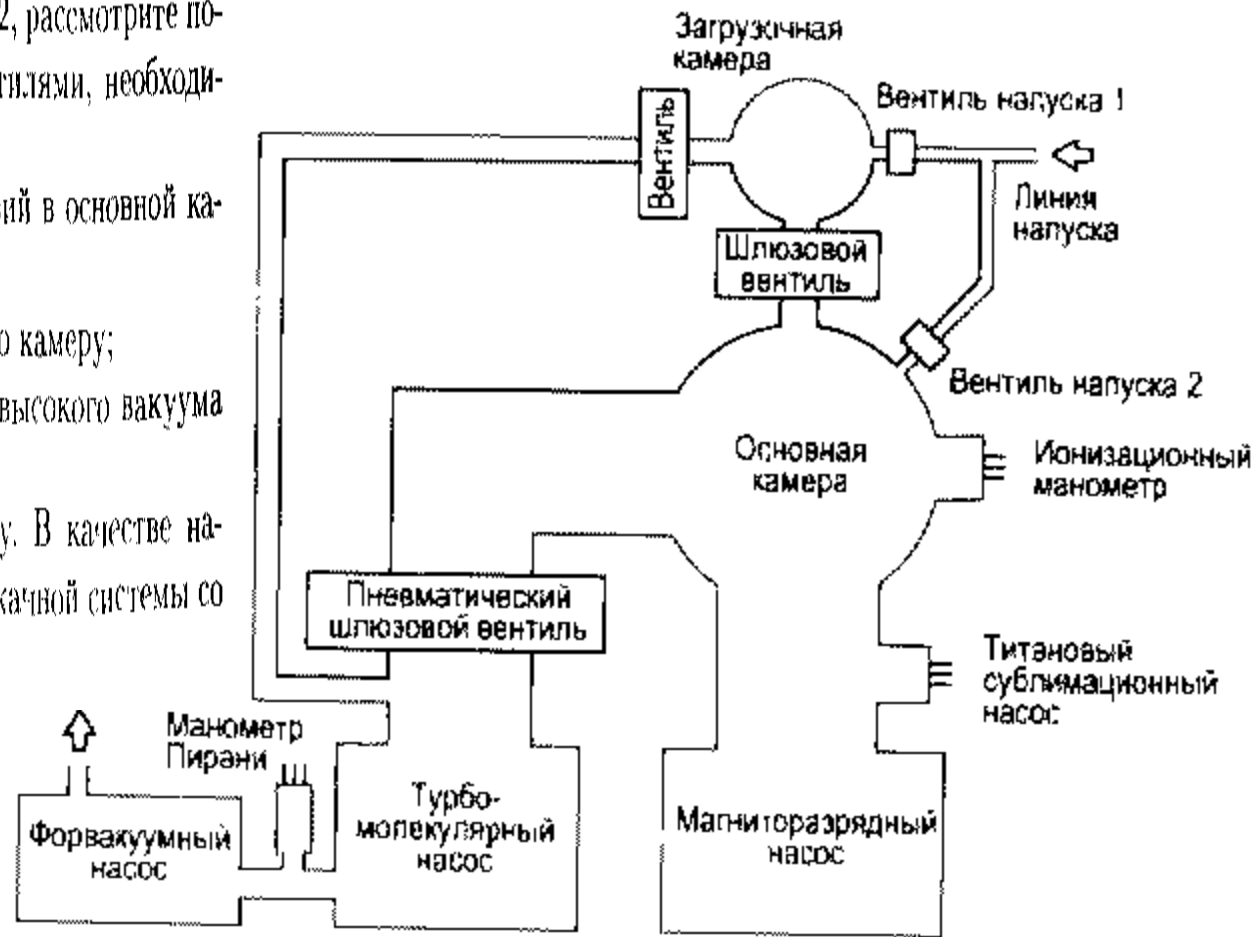 2, рассмотрите по-
тилями, необходи-
вий в основной ка-
ю камеру;
высокого вакуума
у. В качестве на-
качной системы со
Загрузочная
камера
Вентиль
Вентиль напуска 1
Линия
напуска
Шлюзовой
вентиль
Вентиль напуска 2
Основная
камера
Ионизационный
манометр
Пневматический
шлюзовой вентиль
Титановый
сублимационный
насос
Манометр
Пирани
Форвакуумный
насос
Турбо-
молекулярный
насос
Магниторазрядный
насос